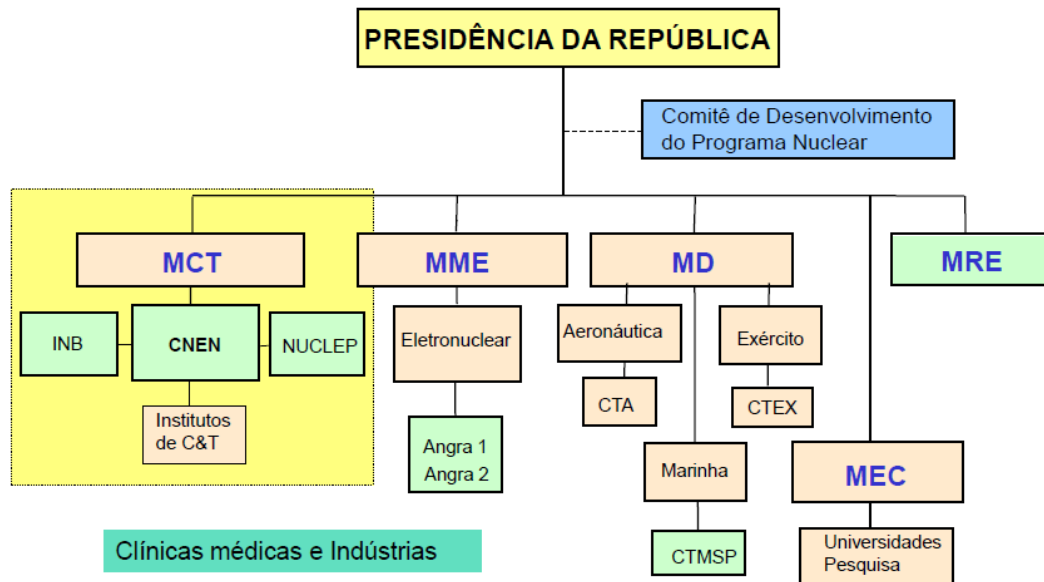 PRESIDÊNCIA DA REPÚBLICA
Comitê de Desenvolvimento
do Programa Nuclear
MCT
MME
MD
MRE
INB
CNEN
NUCLEP
Eletronuclear
Aeronáutica
Exército
Institutos
de C&T
CTA
CTEX
Angra 1
Angra 2
Marinha
MEC
Clínicas médicas e Indústrias
CTMSP
Universidades
Pesquisa